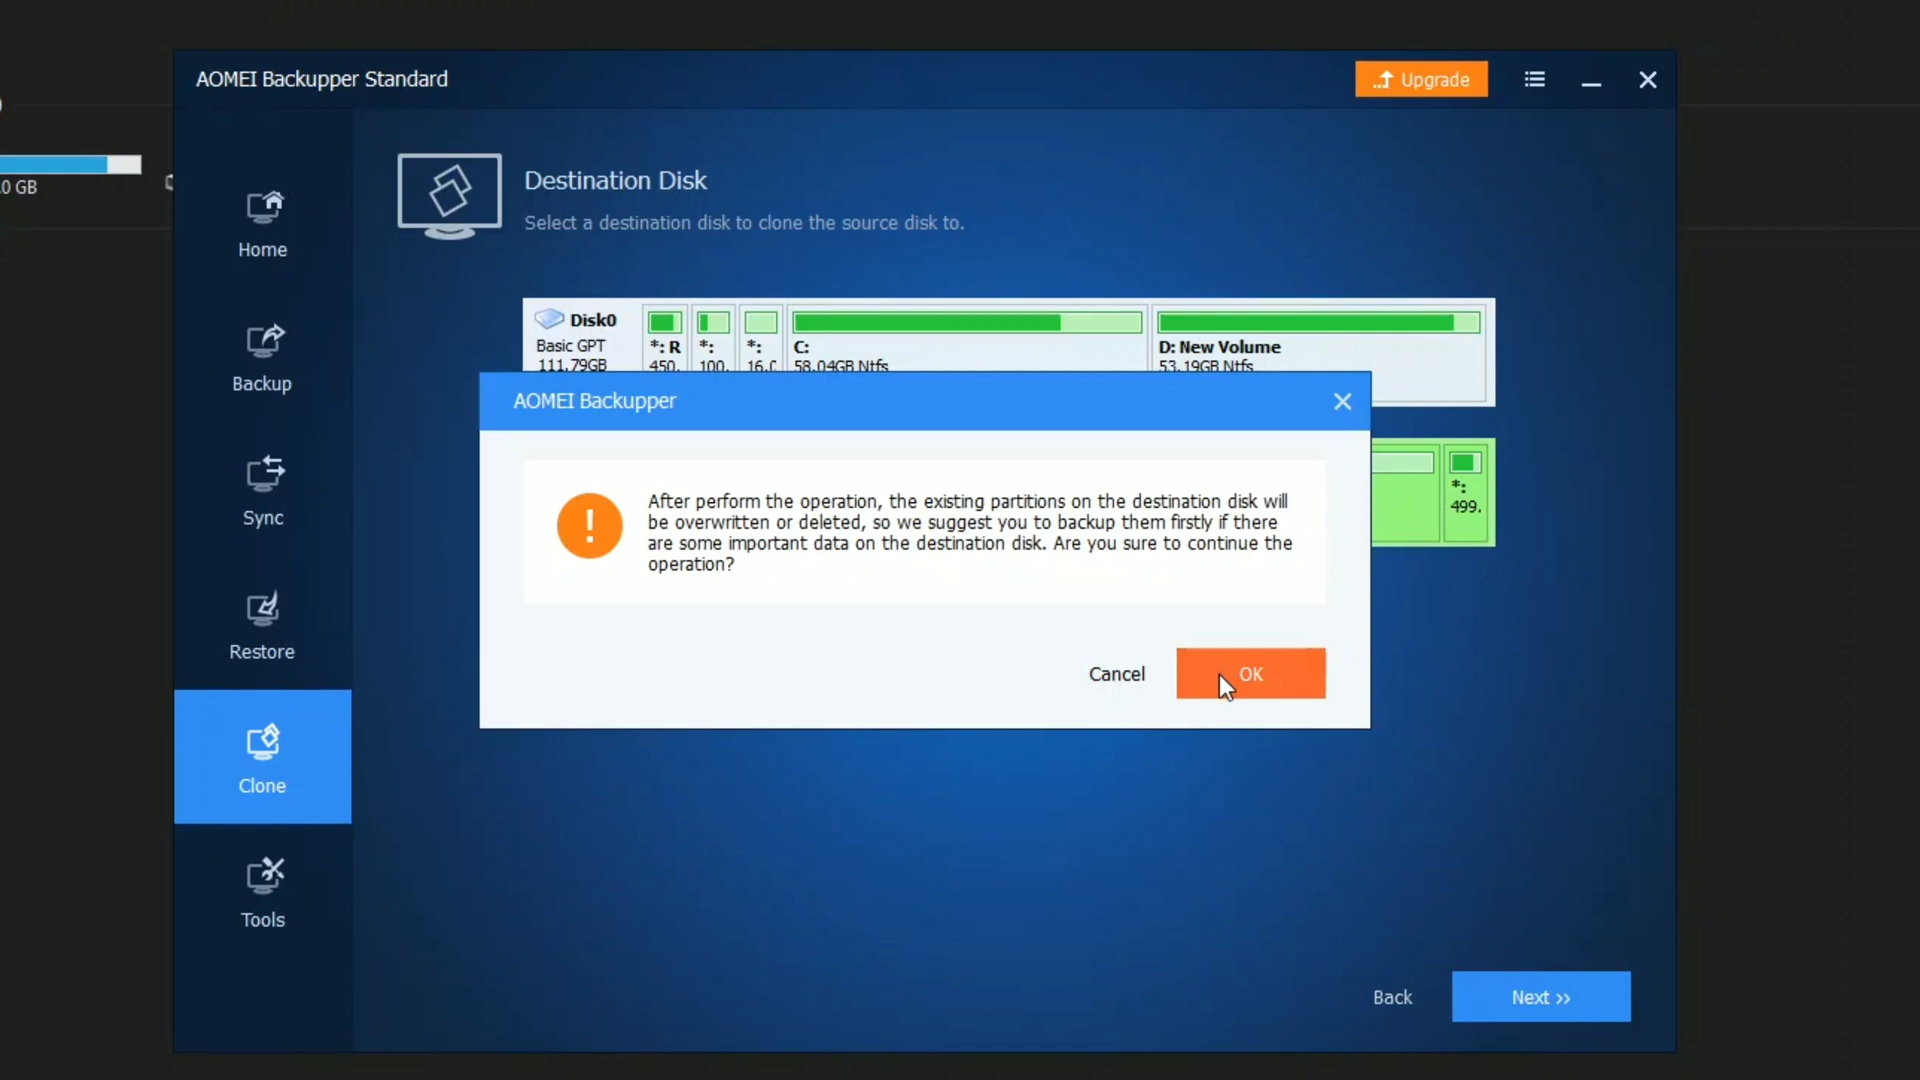 AOMEI Backupper Standard
Upgrade
.0 GB
Home
Backup
Sync
Restore
Clone
Tools
Destination Disk
Select a destination disk to clone the source disk to.
Disk0
Basic GPT
111.79GB
*: R
450.
*:
100.
*:
16.0
C:
58.04GB Ntfs
D: New Volume
53.19GB Ntfs
*:
499.
AOMEI Backupper
After perform the operation, the existing partitions on the destination disk will
be overwritten or deleted, so we suggest you to backup them firstly if there
are some important data on the destination disk. Are you sure to continue the
operation?
Cancel
OK
Back
Next >>